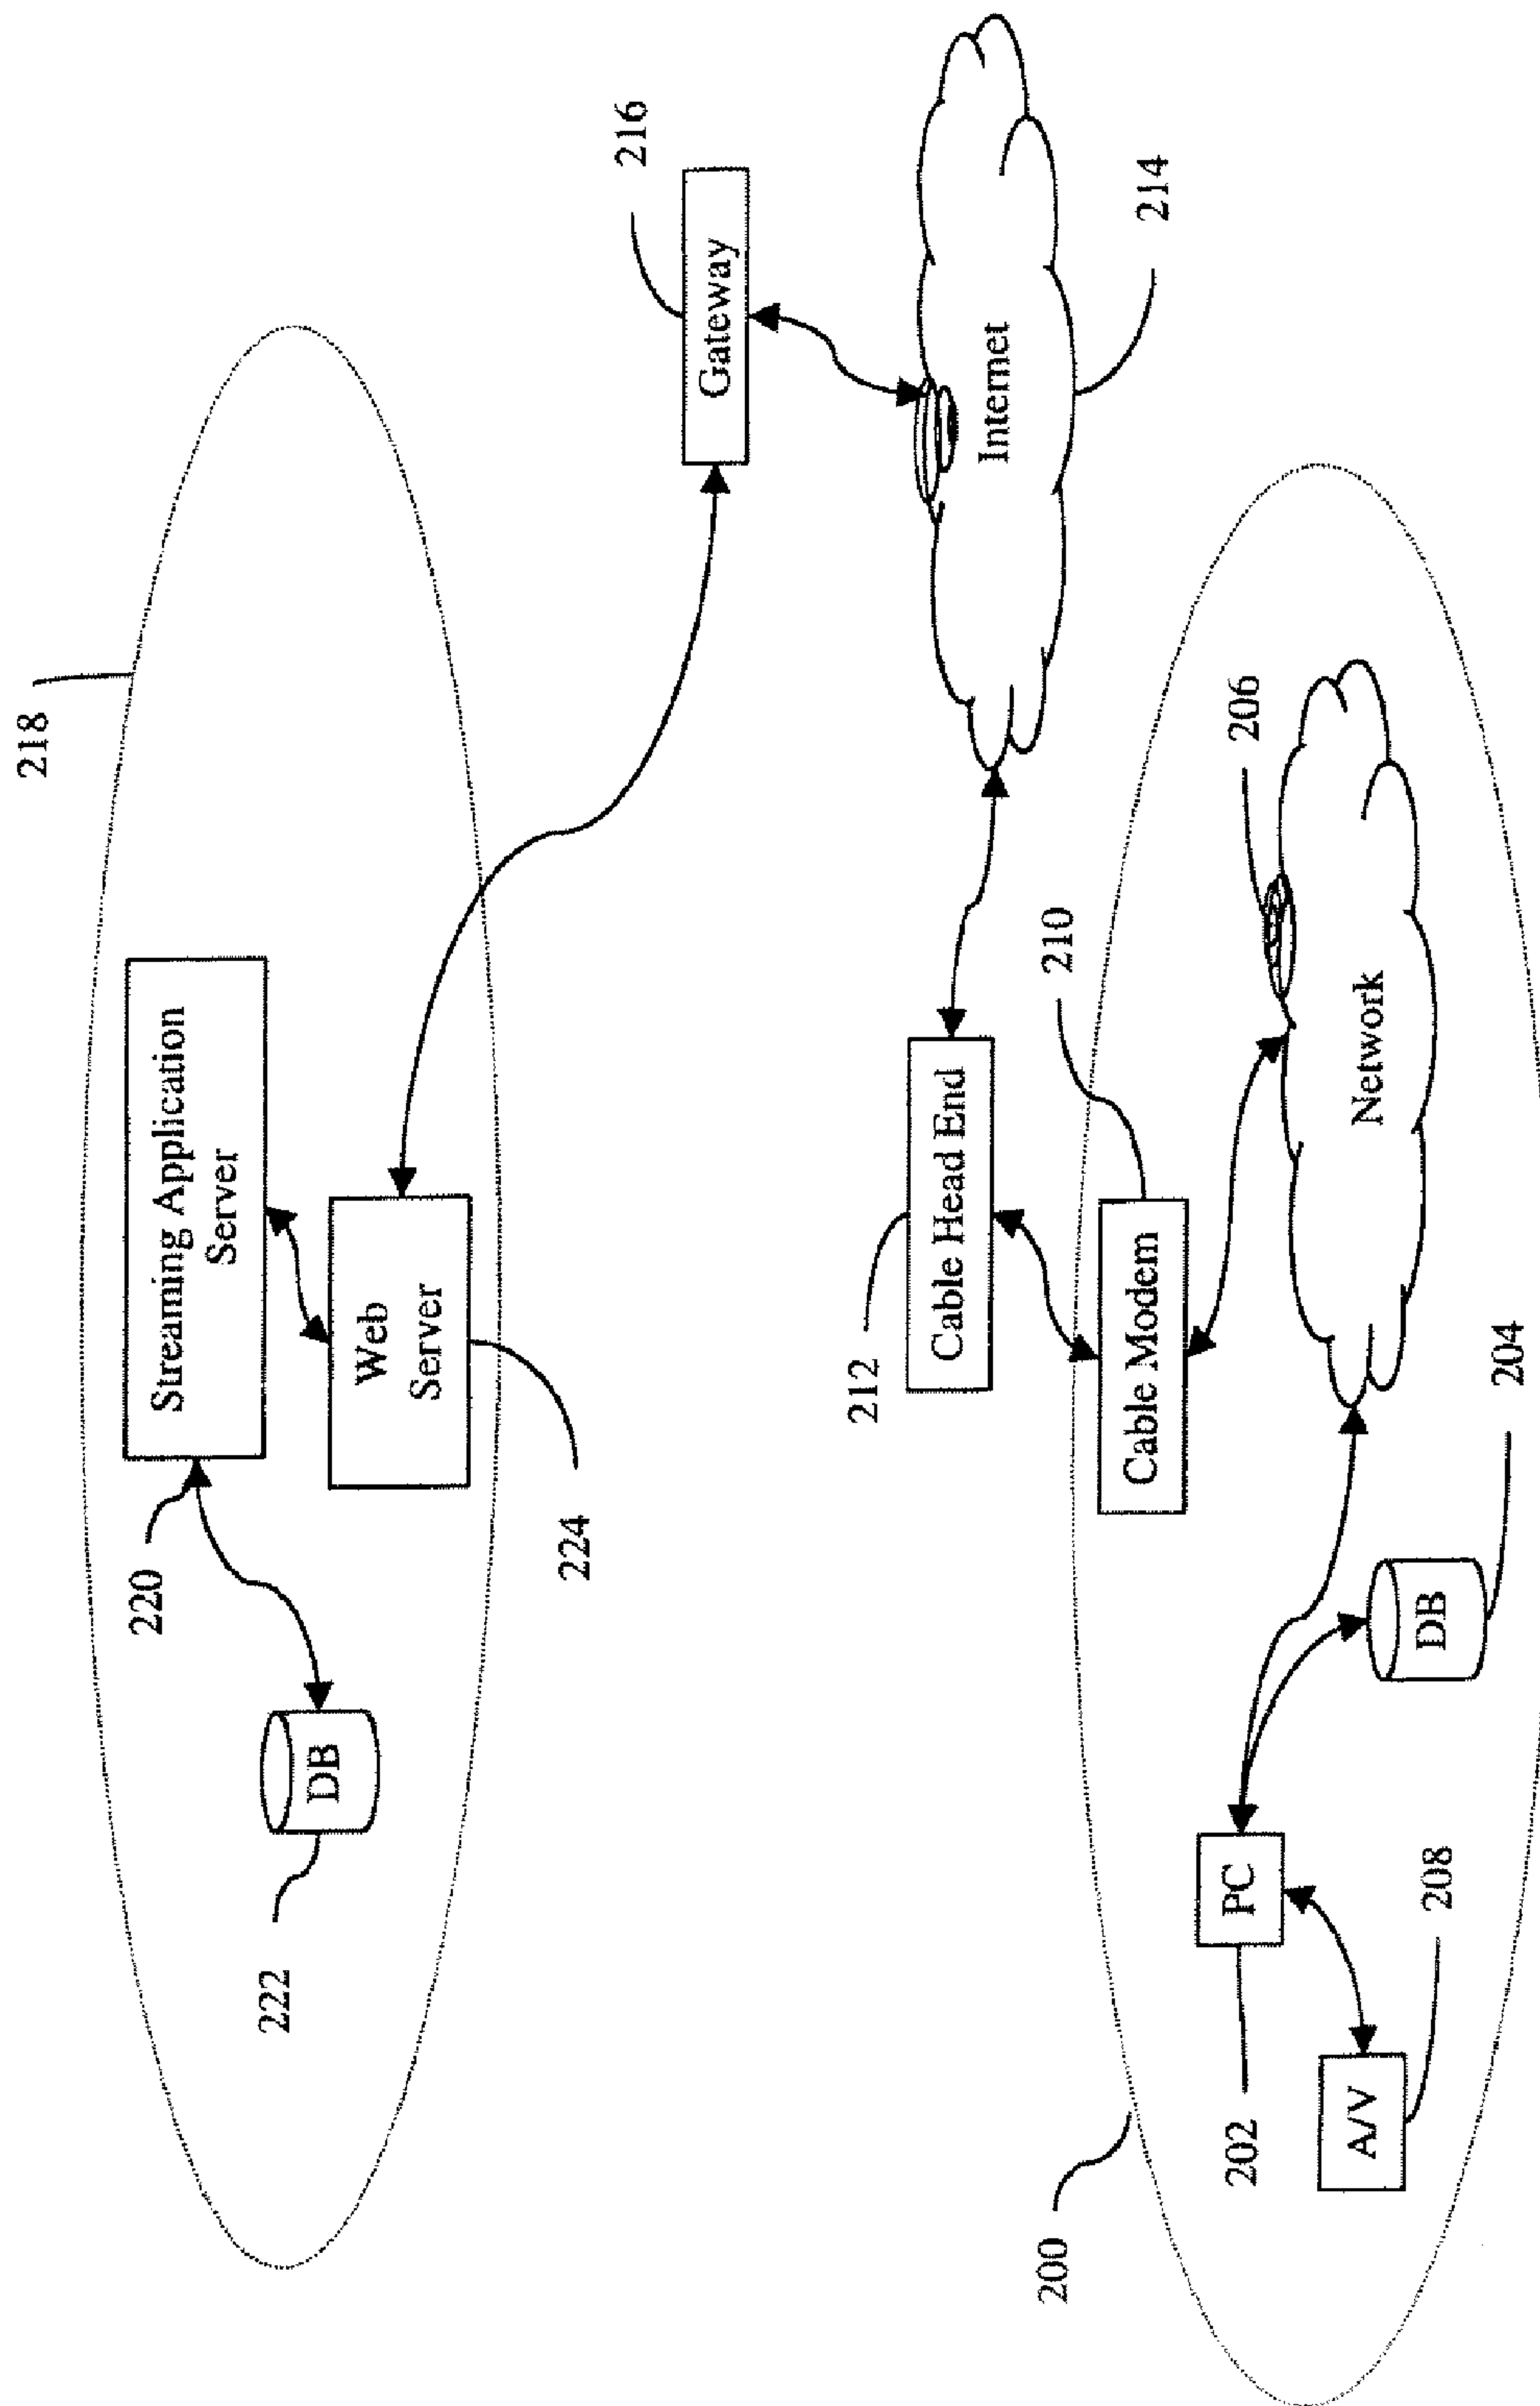 218
Streaming Application
Server
220
DB
222
Web
Server
224
216
Gateway
Internet
214
212
Cable Head End
210
Cable Modem
206
Network
204
DB
PC
202
A/V
208
200